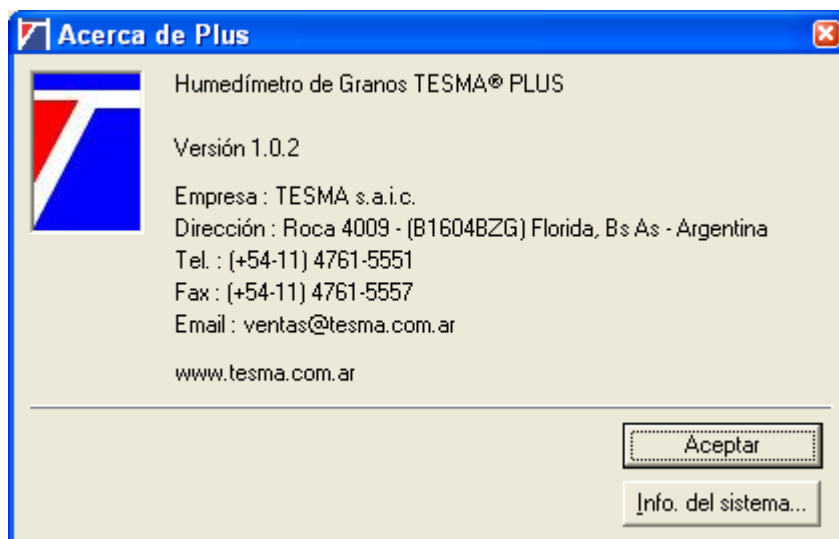 Acerca de Plus
Humedímetro de Granos TESMA® PLUS
Versión 1.0.2
Empresa : TESMA s.a.i.c.
Dirección : Roca 4009 - (B1604BZG) Florida, Bs As - Argentina
Tel. : (+54-11) 4761-5551
Fax : (+54-11) 4761-5557
Email : ventas@tesma.com.ar
www.tesma.com.ar
Aceptar
Info. del sistema...